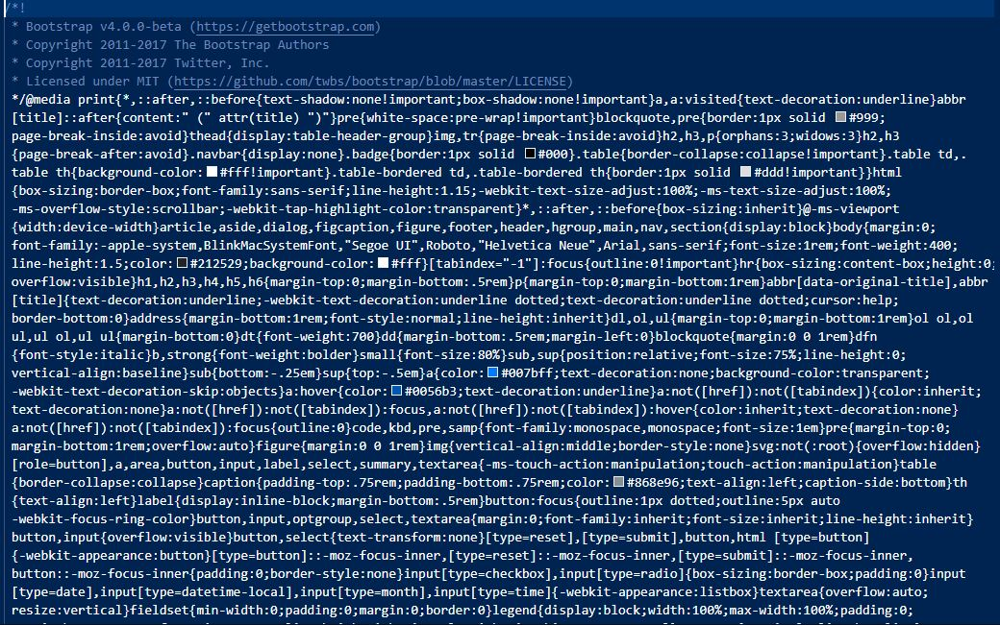 /*!
 * Bootstrap v4.0.0-beta (https://getbootstrap.com)
 * Copyright 2011-2017 The Bootstrap Authors
 * Copyright 2011-2017 Twitter, Inc.
 * Licensed under MIT (https://github.com/twbs/bootstrap/blob/master/LICENSE)
 */@media print{*,::after,::before{text-shadow:none!important;box-shadow:none!important}a,a:visited{text-decoration:underline}abbr
[title]::after{content:" (" attr(title) ")"}pre{white-space:pre-wrap!important}blockquote,pre{border:1px solid #999;
page-break-inside:avoid}thead{display:table-header-group}img,tr{page-break-inside:avoid}h2,h3,p{orphans:3;widows:3}h2,h3
{page-break-after:avoid}.navbar{display:none}.badge{border:1px solid #000}.table{border-collapse:collapse!important}.table td,.
table th{background-color:#fff!important}.table-bordered td,.table-bordered th{border:1px solid #ddd!important}}html
{box-sizing:border-box;font-family:sans-serif;line-height:1.15;-webkit-text-size-adjust:100%;-ms-text-size-adjust:100%;
-ms-overflow-style:scrollbar;-webkit-tap-highlight-color:transparent}*,::after,::before{box-sizing:inherit}@-ms-viewport
{width:device-width}article,aside,dialog,figcaption,figure,footer,header,hgroup,main,nav,section{display:block}body{margin:0;
font-family:-apple-system,BlinkMacSystemFont,"Segoe UI",Roboto,"Helvetica Neue",Arial,sans-serif;font-size:1rem;font-weight:400;
line-height:1.5;color:#212529;background-color:#fff}[tabindex="-1"]:focus{outline:0!important}hr{box-sizing:content-box;height:0;
overflow:visible}h1,h2,h3,h4,h5,h6{margin-top:0;margin-bottom:.5rem}p{margin-top:0;margin-bottom:1rem}abbr[data-original-title],abbr
[title]{text-decoration:underline;-webkit-text-decoration:underline dotted;text-decoration:underline dotted;cursor:help;
border-bottom:0}address{margin-bottom:1rem;font-style:normal;line-height:inherit}dl,ol,ul{margin-top:0;margin-bottom:1rem}ol ol,ol
ul,ul ol,ul ul{margin-bottom:0}dt{font-weight:700}dd{margin-bottom:.5rem;margin-left:0}blockquote{margin:0 0 1rem}dfn
{font-style:italic}b,strong{font-weight:bolder}small{font-size:80%}sub,sup{position:relative;font-size:75%;line-height:0;
vertical-align:baseline}sub{bottom:-.25em}sup{top:-.5em}a{color:#007bff;text-decoration:none;background-color:transparent;
-webkit-text-decoration-skip:objects}a:hover{color:#0056b3;text-decoration:underline}a:not([href]):not([tabindex]){color:inherit;
text-decoration:none}a:not([href]):not([tabindex]):focus,a:not([href]):not([tabindex]):hover{color:inherit;text-decoration:none}
a:not([href]):not([tabindex]):focus{outline:0}code,kbd,pre,samp{font-family:monospace,monospace;font-size:1em}pre{margin-top:0;
margin-bottom:1rem;overflow:auto}figure{margin:0 0 1rem}img{vertical-align:middle;border-style:none}svg:not(:root){overflow:hidden}
[role=button],a,area,button,input,label,select,summary,textarea{-ms-touch-action:manipulation;touch-action:manipulation}table
{border-collapse:collapse}caption{padding-top:.75rem;padding-bottom:.75rem;color:#868e96;text-align:left;caption-side:bottom}th
{text-align:left}label{display:inline-block;margin-bottom:.5rem}button:focus{outline:1px dotted;outline:5px auto
-webkit-focus-ring-color}button,input,optgroup,select,textarea{margin:0;font-family:inherit;font-size:inherit;line-height:inherit}
button,input{overflow:visible}button,select{text-transform:none}[type=reset],[type=submit],button,html [type=button]
{-webkit-appearance:button}[type=button]::-moz-focus-inner,[type=reset]::-moz-focus-inner,[type=submit]::-moz-focus-inner,
button::-moz-focus-inner{padding:0;border-style:none}input[type=checkbox],input[type=radio]{box-sizing:border-box;padding:0}input
[type=date],input[type=datetime-local],input[type=month],input[type=time]{-webkit-appearance:listbox}textarea{overflow:auto;
resize:vertical}fieldset{min-width:0;padding:0;margin:0;border:0}legend{display:block;width:100%;max-width:100%;padding:0;